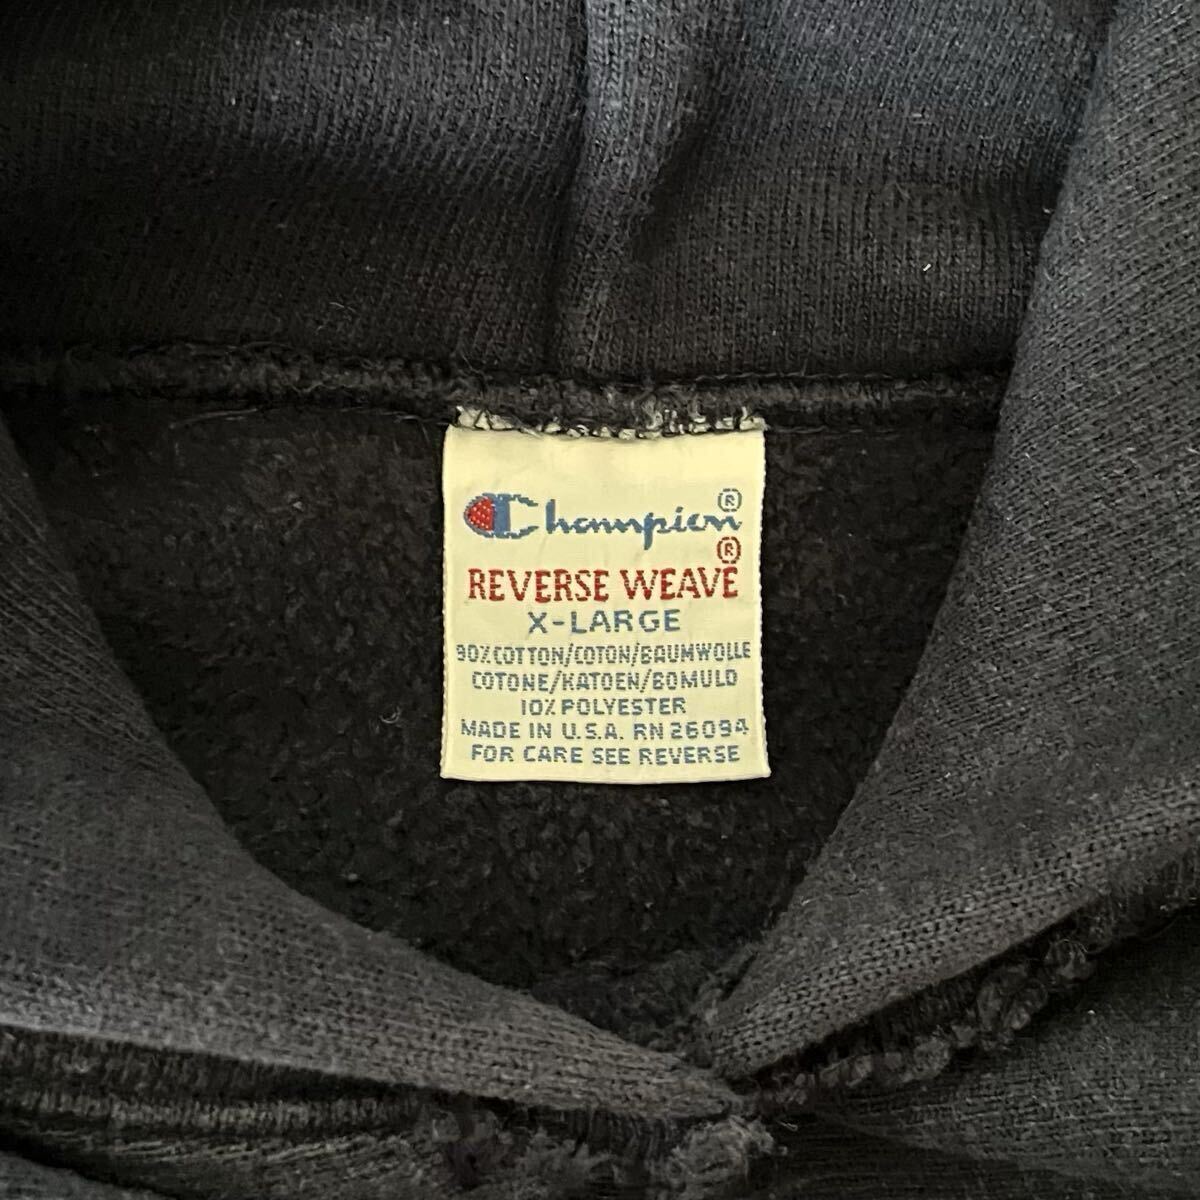 Champion®
REVERSE WEAVE®
X-LARGE
90% COTTON/COTON/BAUMWOLLE
COTONE/KATOEN/BOMULD
10% POLYESTER
MADE IN U.S.A. RN 26094
FOR CARE SEE REVERSE